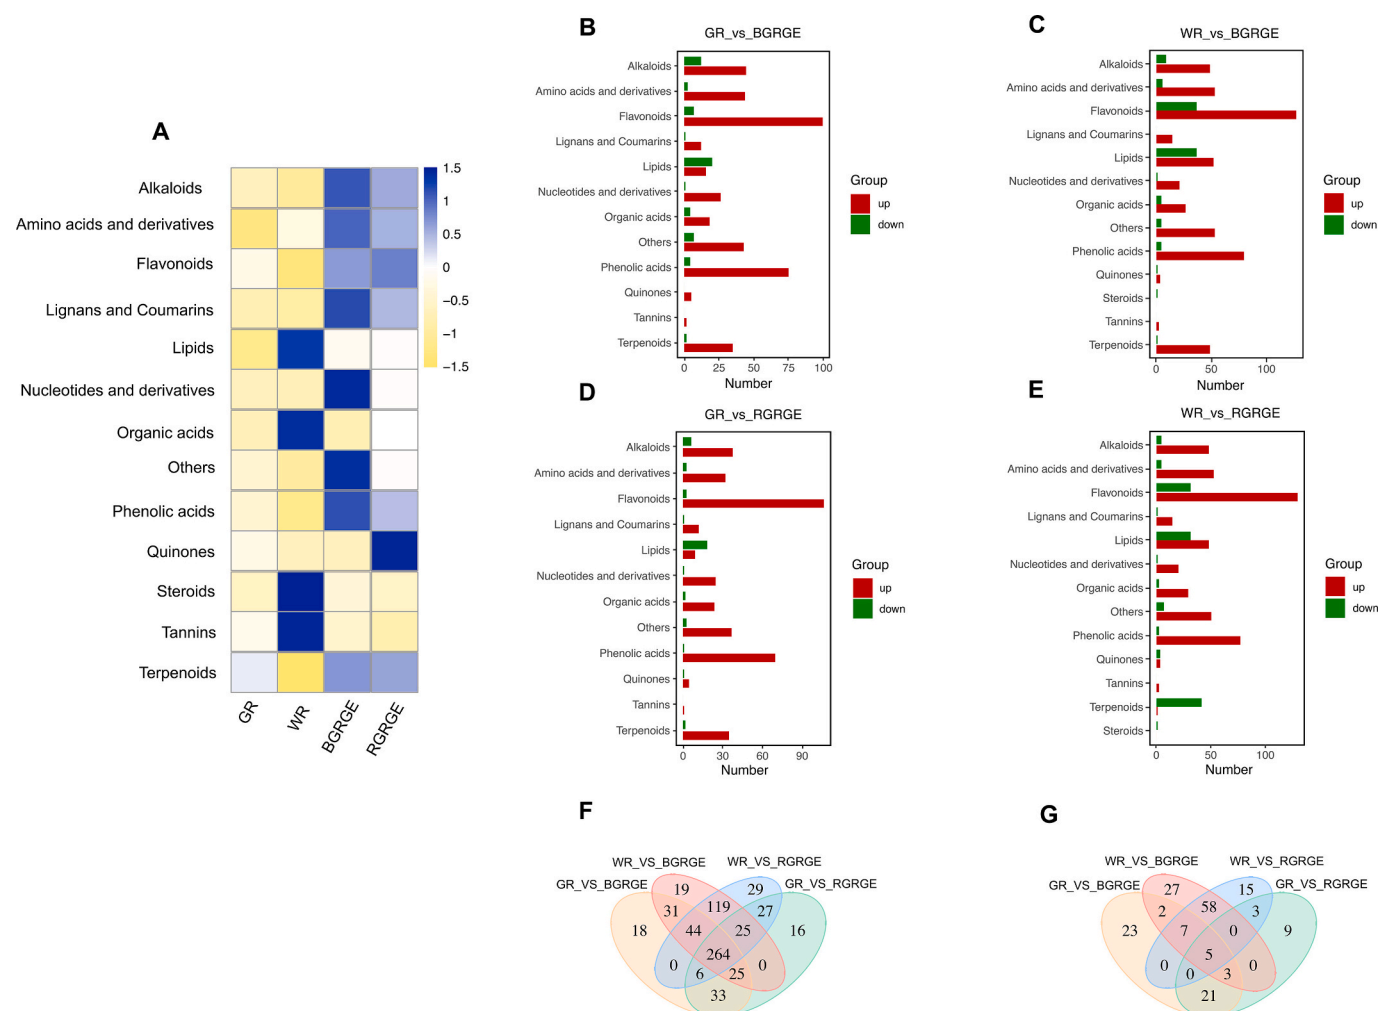 A
Alkaloids
Amino acids and derivatives
Flavonoids
Lignans and Coumarins
Lipids
Nucleotides and derivatives
Organic acids
Others
Phenolic acids
Quinones
Steroids
Tannins
Terpenoids
GR
WR
BGRGE
RGRGE
1.5
1
0.5
0
−0.5
−1
−1.5
B
GR_vs_BGRGE
Alkaloids
Amino acids and derivatives
Flavonoids
Lignans and Coumarins
Lipids
Nucleotides and derivatives
Organic acids
Others
Phenolic acids
Quinones
Tannins
Terpenoids
0 25 50 75 100
Number
Group
up
down
C
WR_vs_BGRGE
Alkaloids
Amino acids and derivatives
Flavonoids
Lignans and Coumarins
Lipids
Nucleotides and derivatives
Organic acids
Others
Phenolic acids
Quinones
Steroids
Tannins
Terpenoids
0 50 100
Number
Group
up
down
D
GR_vs_RGRGE
Alkaloids
Amino acids and derivatives
Flavonoids
Lignans and Coumarins
Lipids
Nucleotides and derivatives
Organic acids
Others
Phenolic acids
Quinones
Tannins
Terpenoids
0 30 60 90
Number
Group
up
down
E
WR_vs_RGRGE
Alkaloids
Amino acids and derivatives
Flavonoids
Lignans and Coumarins
Lipids
Nucleotides and derivatives
Organic acids
Others
Phenolic acids
Quinones
Tannins
Terpenoids
Steroids
0 50 100
Number
Group
up
down
F
WR_VS_BGRGE WR_VS_RGRGE
GR_VS_BGRGE GR_VS_RGRGE
19 29
31 119 27
18 44 25 16
264
0 6 25 0
33
G
WR_VS_BGRGE WR_VS_RGRGE
GR_VS_BGRGE GR_VS_RGRGE
27 15
2 58 3
23 7 0 9
5
0 0 3 0
21